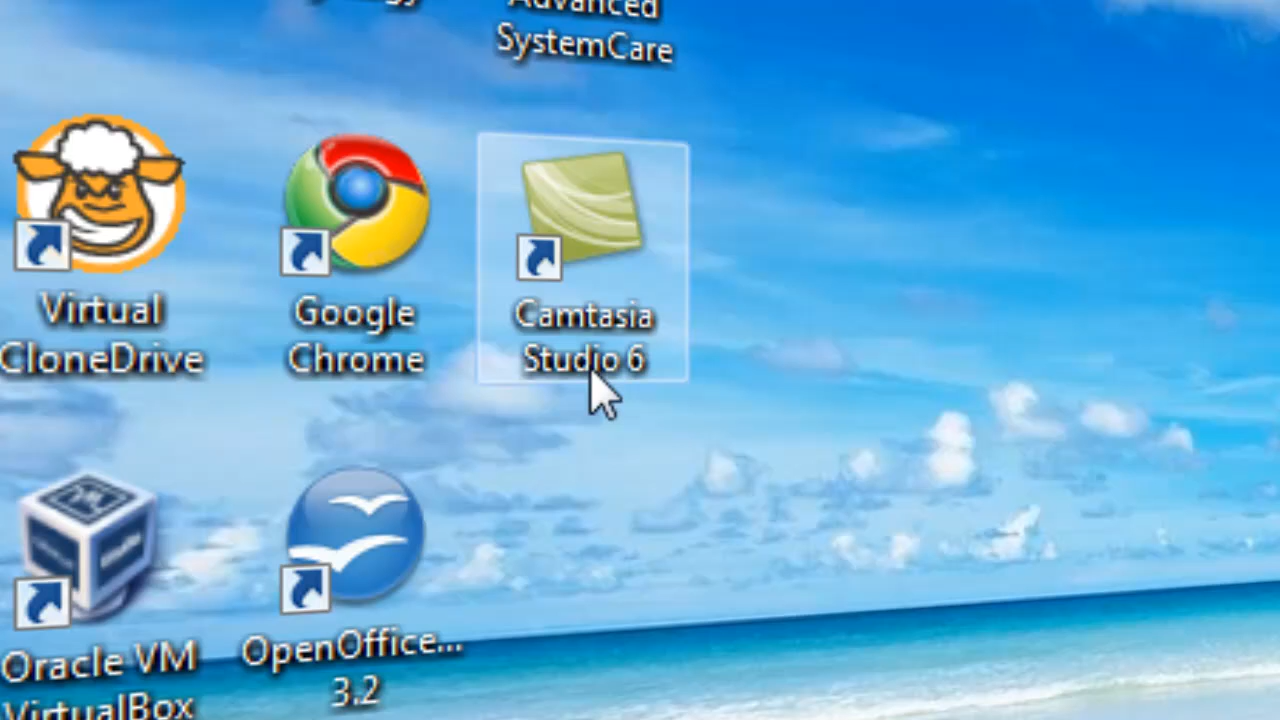 Advanced
SystemCare
Virtual
CloneDrive
Google
Chrome
Camtasia
Studio 6
Oracle VM
VirtualBox
OpenOffice...
3.2